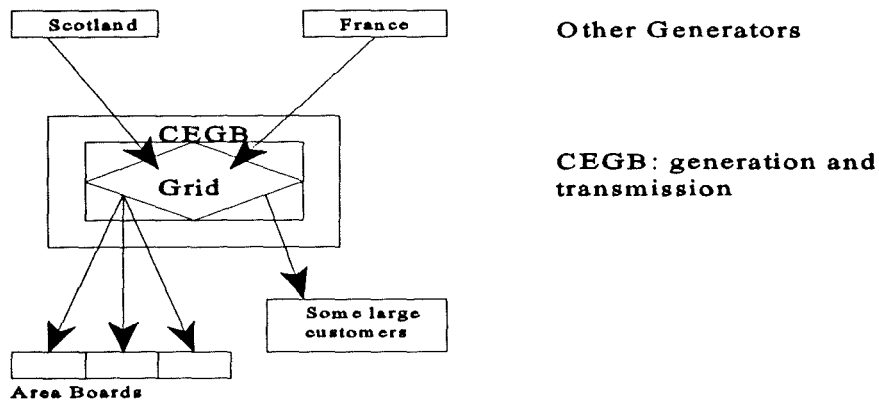 Scotland
France
Other Generators
CEGB
Grid
CEGB: generation and
transmission
Some large
customers
Area Boards